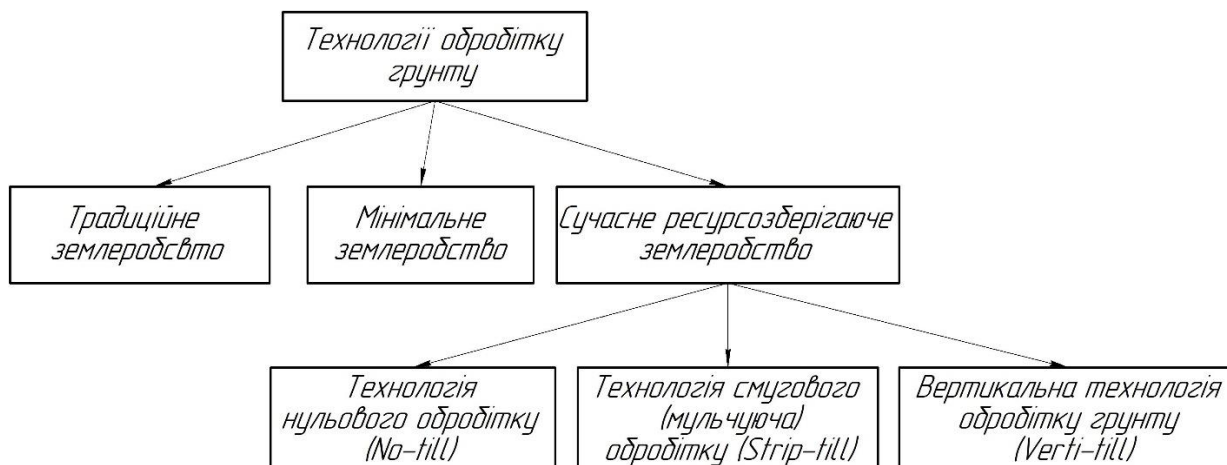 Технології обробітку
грунту
Традиційне
землеробсвто
Мінімальне
землеробство
Сучасне ресурсозберігаюче
землеробство
Технологія
нульового обробітку
(No-till)
Технологія смугового
(мульчуюча)
обробітку (Strip-till)
Вертикальна технологія
обробітку грунту
(Verti-till)